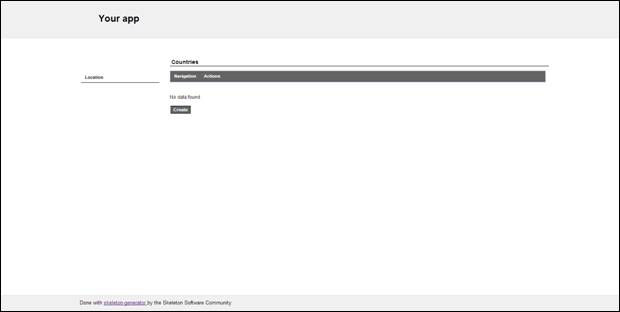 Your app
Countries
Location
Navigation Actions
No data found
Create
Done with skeleton-generator by the Skeleton Software Community